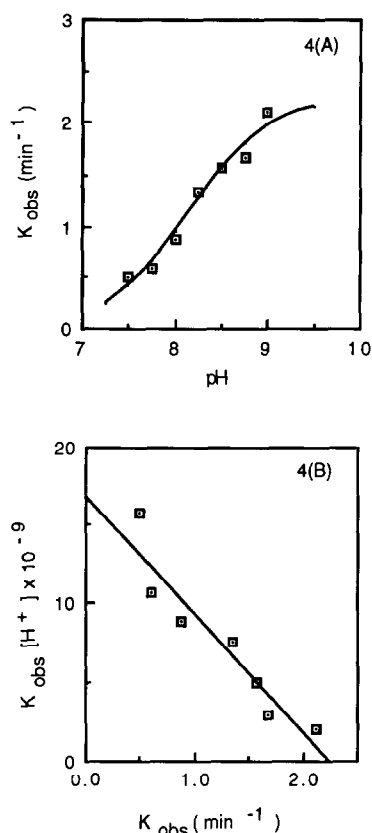 4(A)
3
2
1
0
K obs (min⁻¹)
7 8 9 10
pH
4(B)
20
10
0
K obs [H⁺] x 10⁻⁹
0.0 1.0 2.0
K obs (min⁻¹)